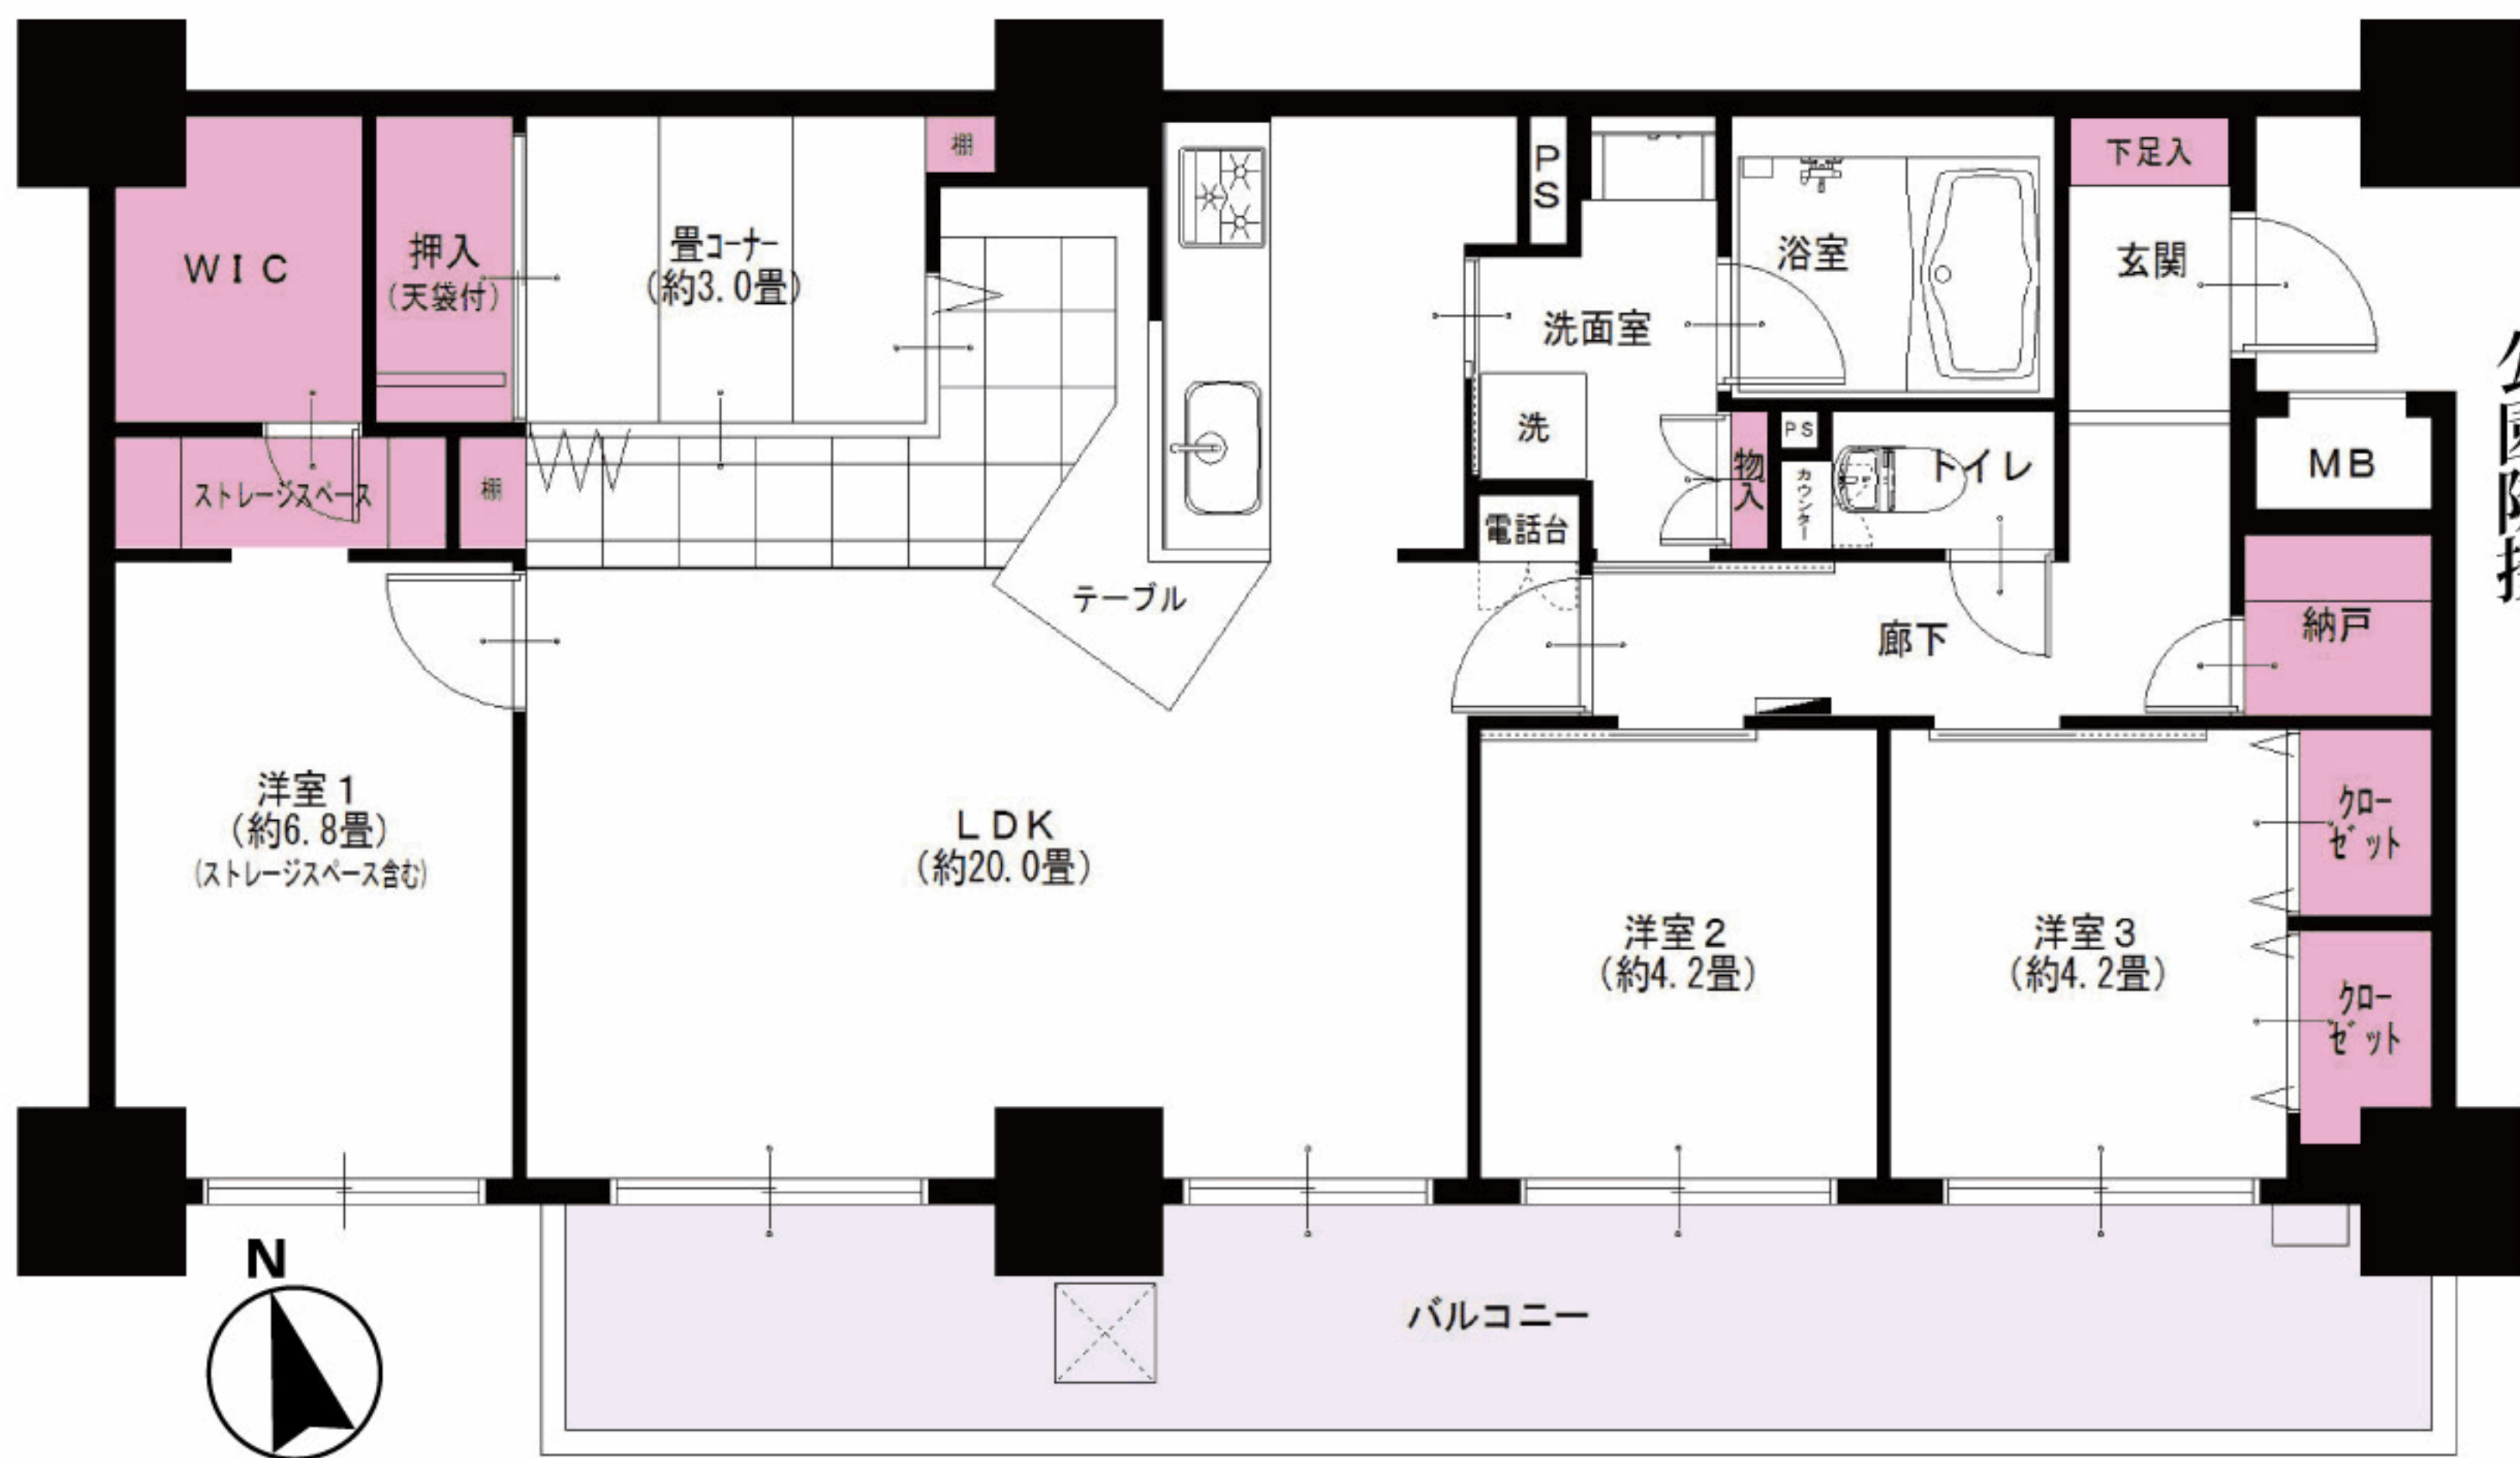 WIC
押入
(天袋付)
畳コーナー
(約3.0畳)
棚
PS
浴室
下足入
玄関
洗面室
洗
物入
PS
カウンター
トイレ
MB
ストレージスペース
棚
電話台
テーブル
廊下
納戸
洋室1
(約6.8畳)
(ストレージスペース含む)
LDK
(約20.0畳)
洋室2
(約4.2畳)
洋室3
(約4.2畳)
クロー
ゼット
クロー
ゼット
バルコニー
N